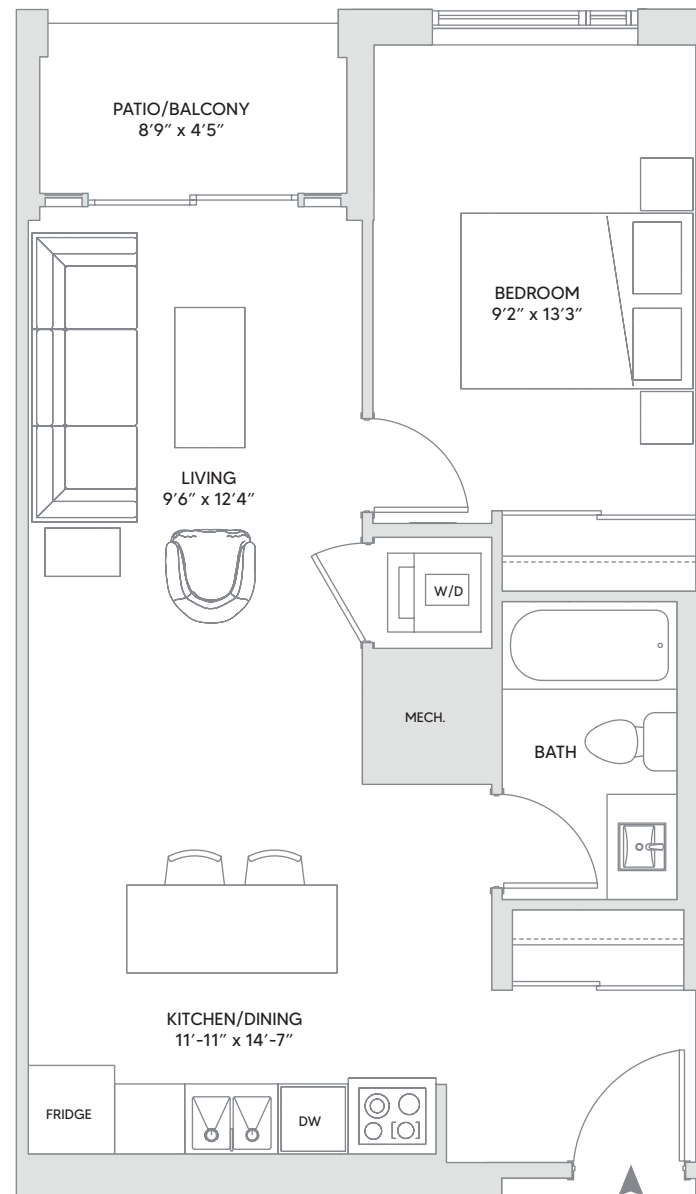 PATIO/BALCONY
8′9″ x 4′5″
BEDROOM
9′2″ x 13′3″
LIVING
9′6″ x 12′4″
W/D
MECH.
BATH
KITCHEN/DINING
11′-11″ x 14′-7″
FRIDGE
DW